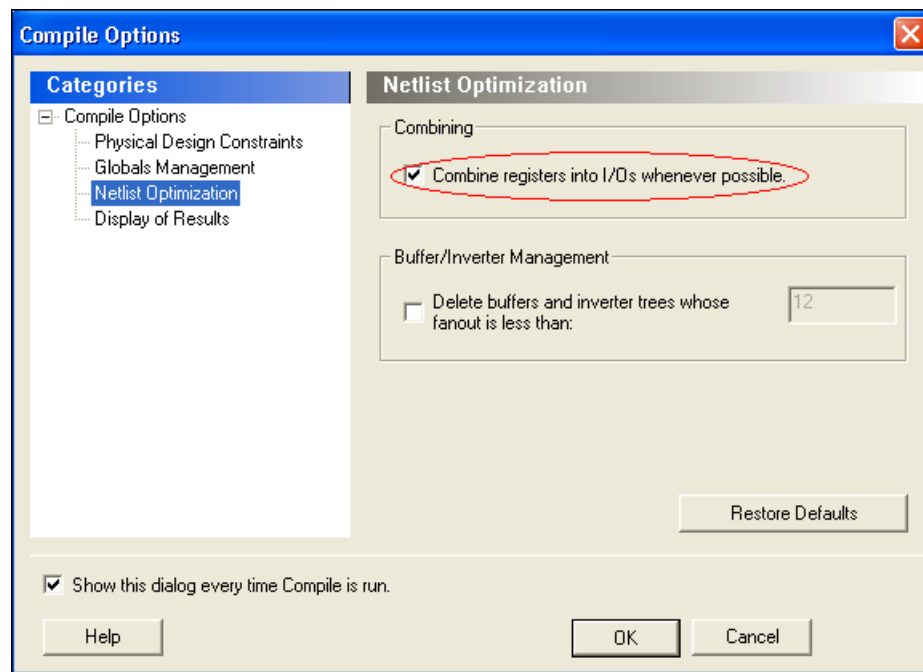 Compile Options
Categories
Compile Options
Physical Design Constraints
Globals Management
Netlist Optimization
Display of Results
Netlist Optimization
Combining
Combine registers into I/Os whenever possible.
Buffer/Inverter Management
Delete buffers and inverter trees whose
fanout is less than:
12
Restore Defaults
Show this dialog every time Compile is run.
Help
OK
Cancel